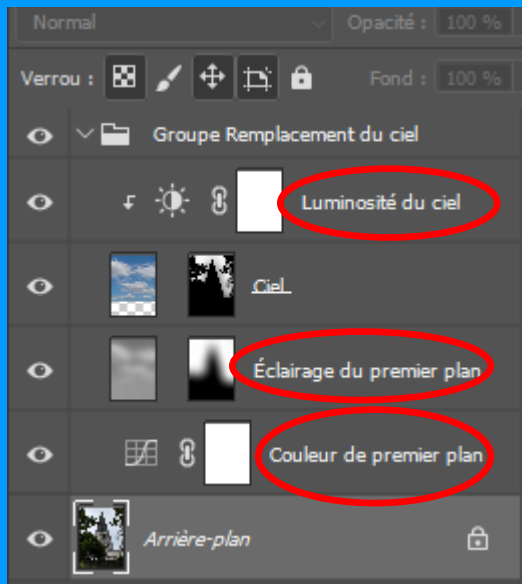 Normal Opacité : 100 %
Verrou : Fond : 100 %
Groupe Remplacement du ciel
Luminosité du ciel
Ciel
Éclairage du premier plan
Couleur de premier plan
Arrière-plan